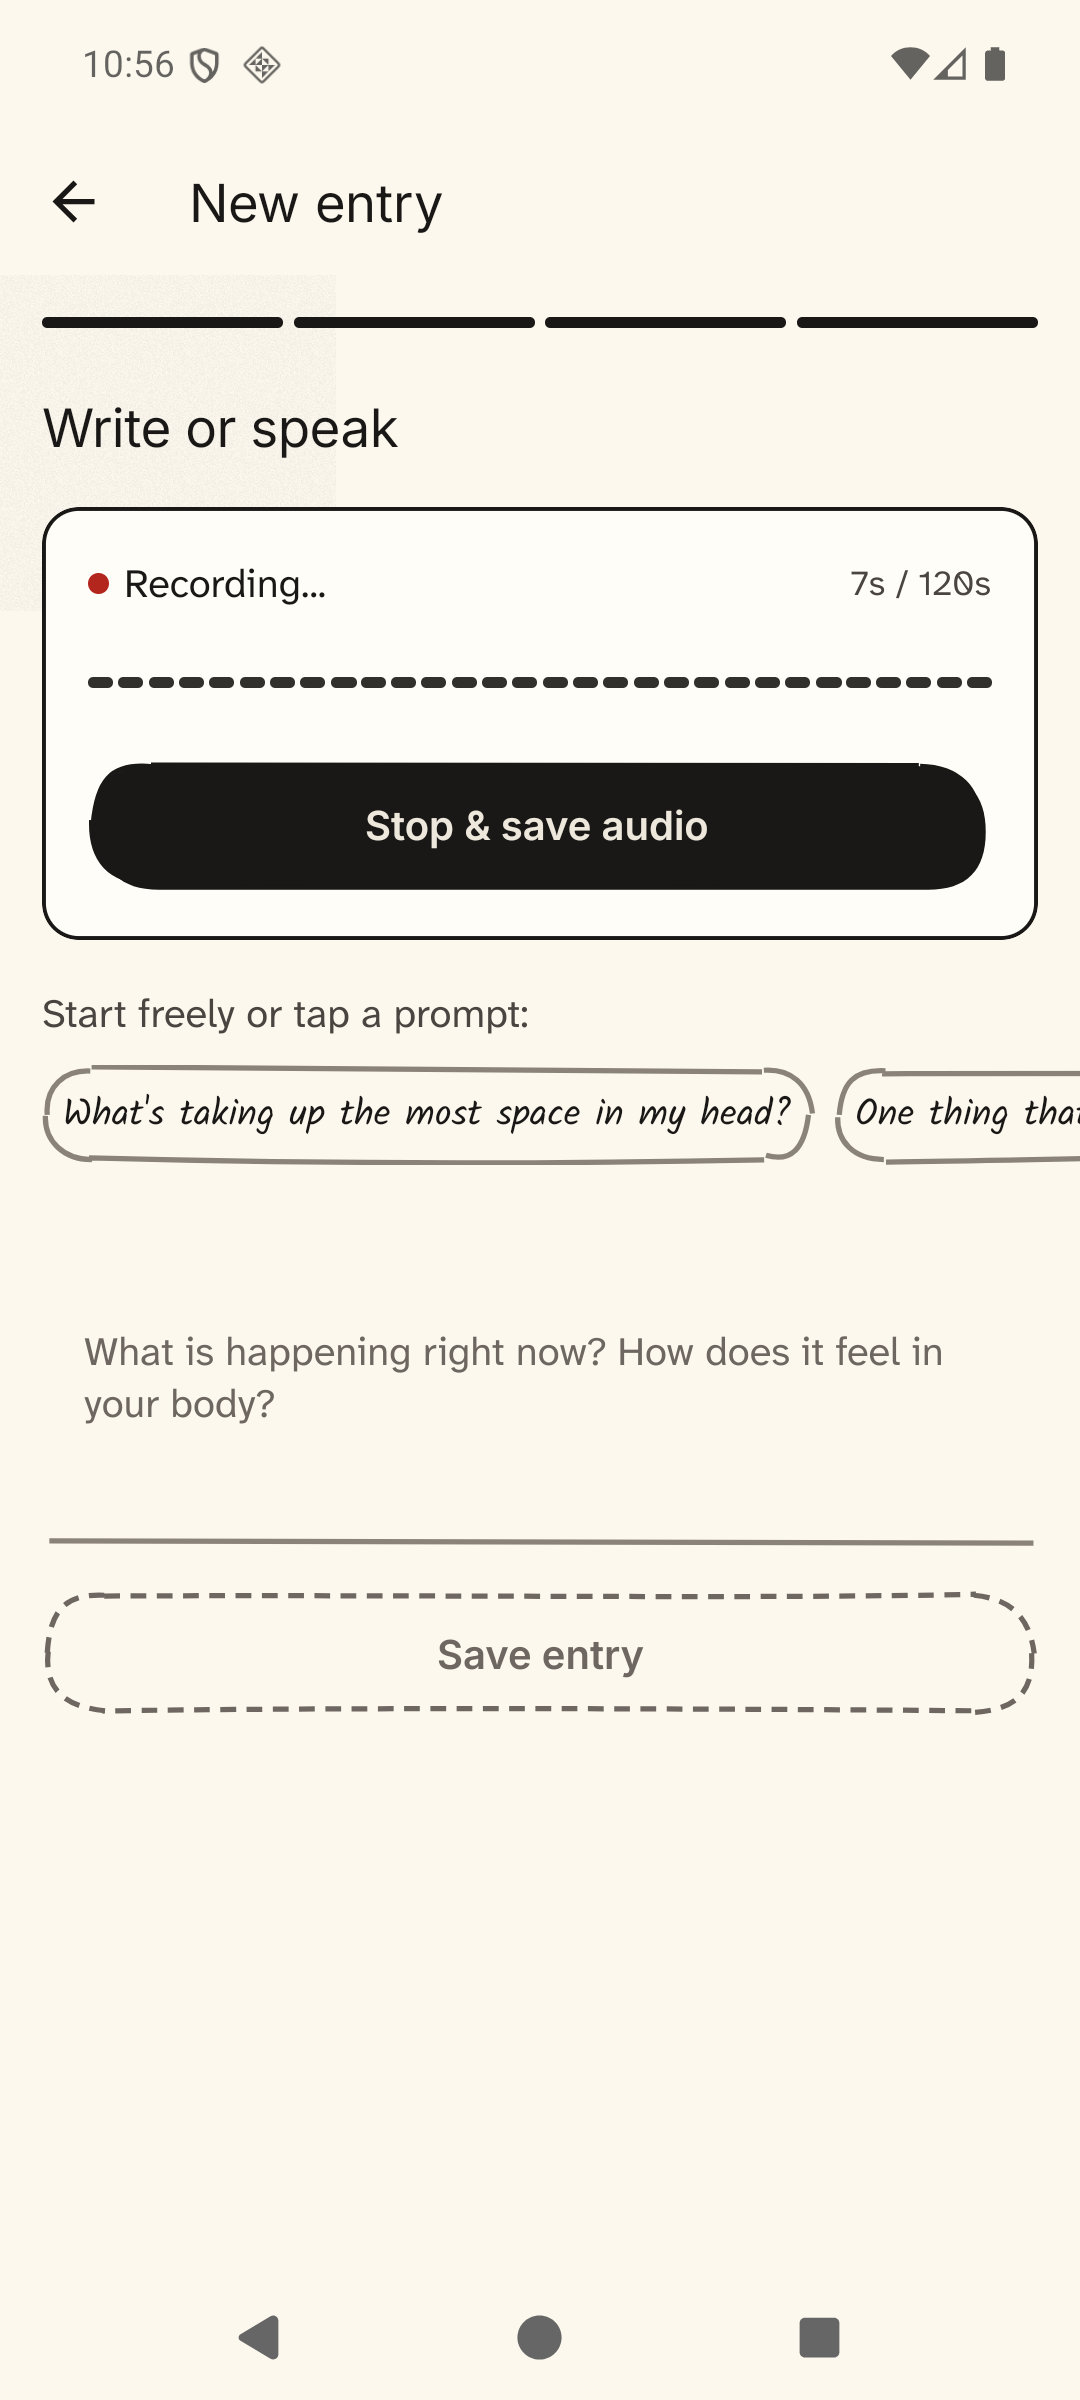 10:56
New entry
Write or speak
Recording...
7s / 120s
Stop & save audio
Start freely or tap a prompt:
What's taking up the most space in my head?
One thing that
What is happening right now? How does it feel in
your body?
Save entry